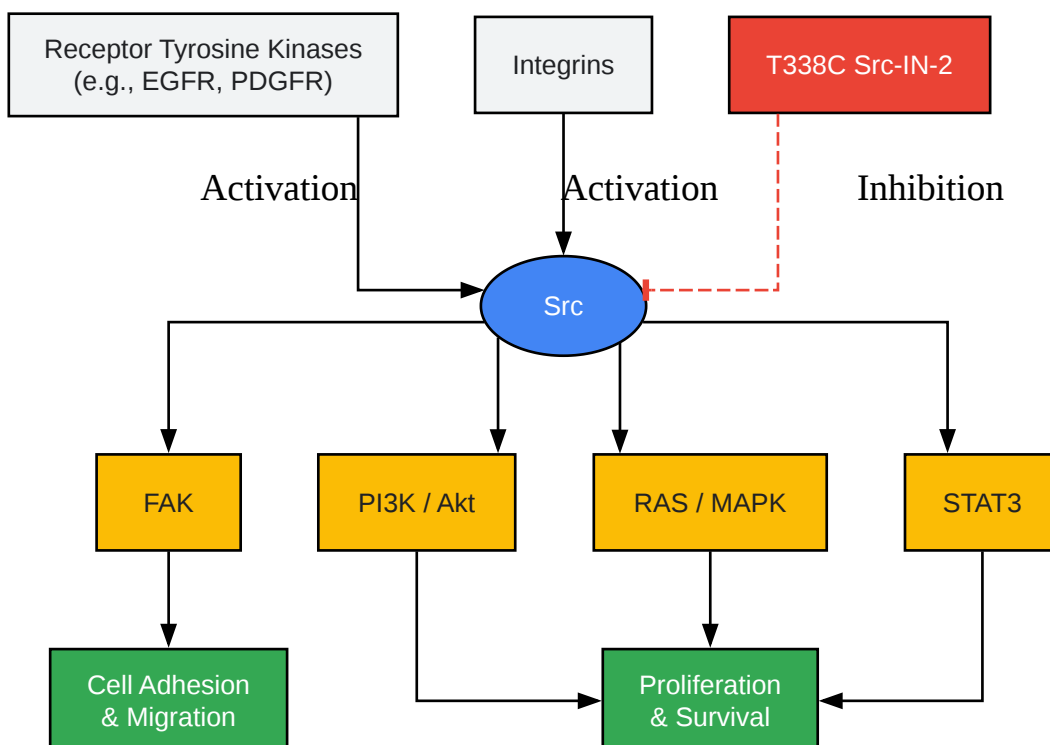 Receptor Tyrosine Kinases
(e.g., EGFR, PDGFR)
Integrins
T338C Src-IN-2
Activation
Activation
Inhibition
Src
FAK
PI3K / Akt
RAS / MAPK
STAT3
Cell Adhesion
& Migration
Proliferation
& Survival